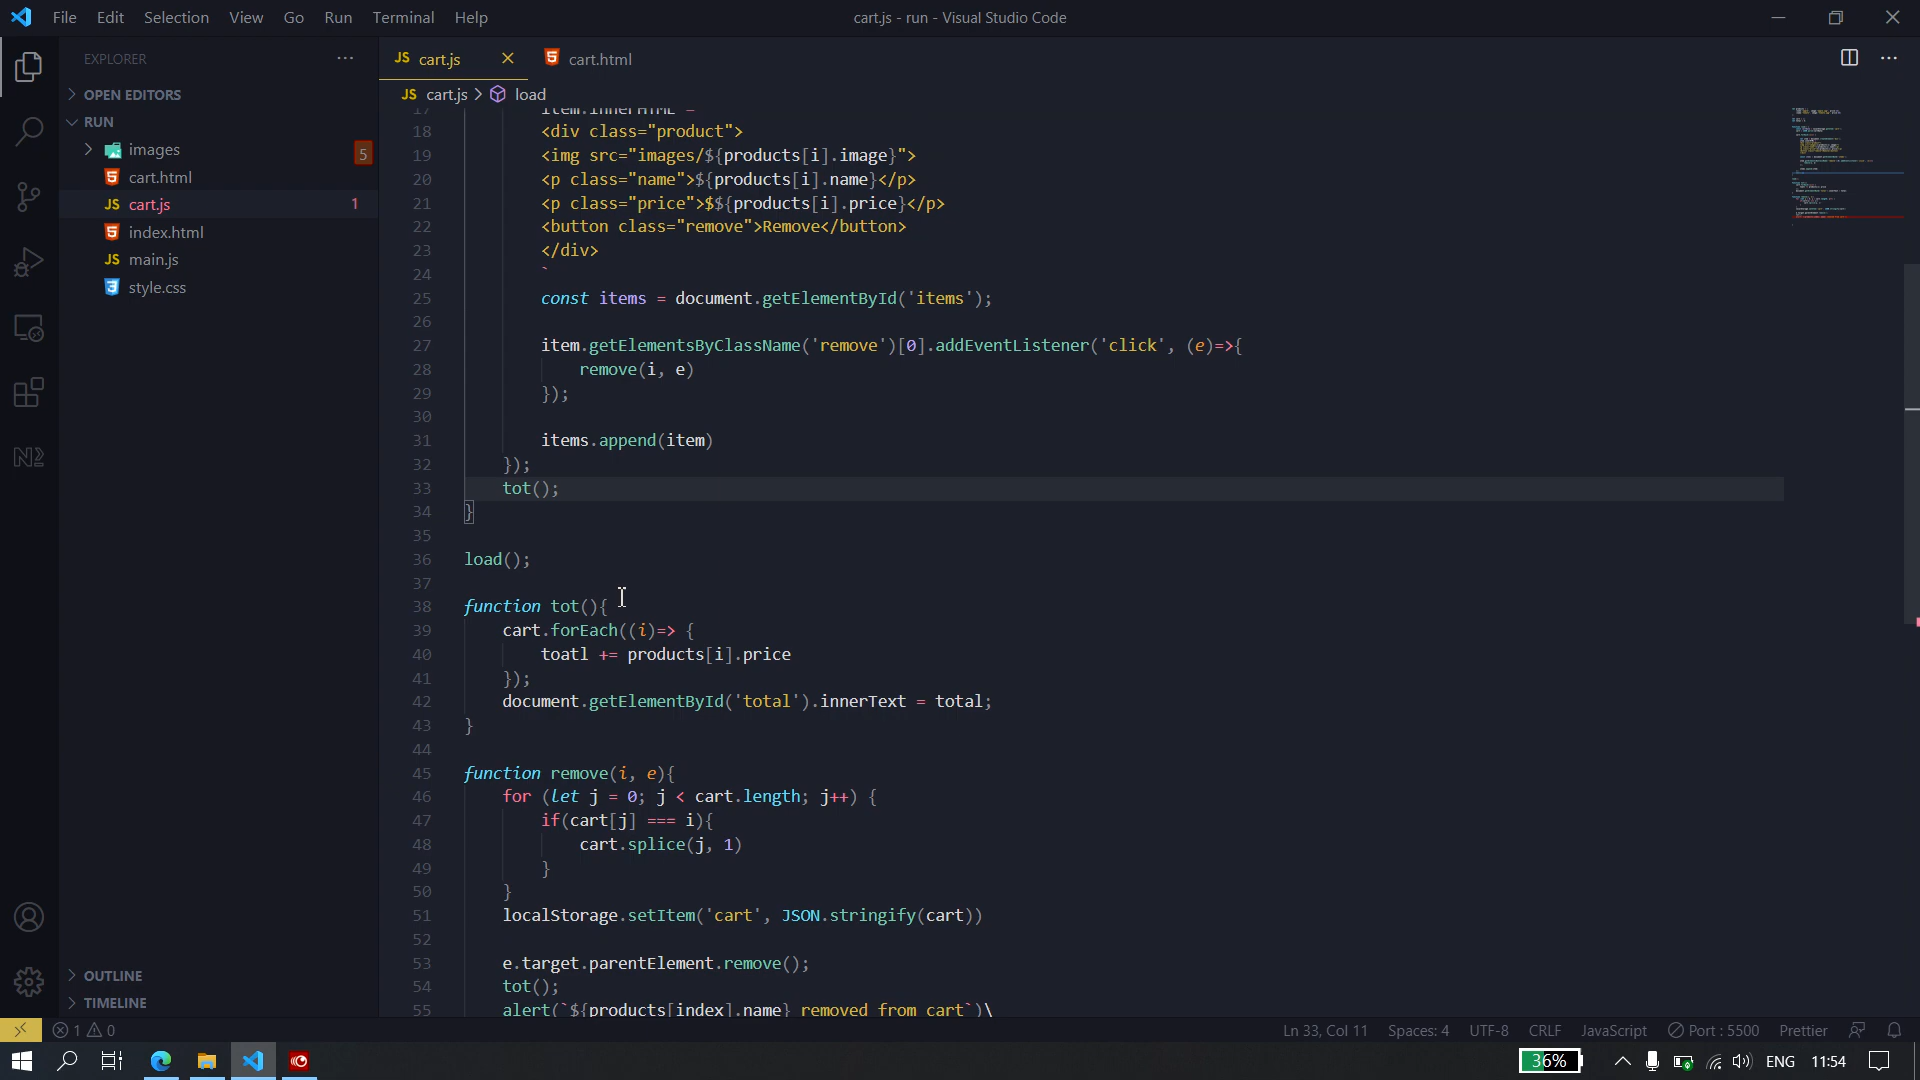 File Edit Selection View Go Run Terminal Help
cart.js - run - Visual Studio Code
EXPLORER
OPEN EDITORS
RUN
images
5
cart.html
JS cart.js 1
index.html
JS main.js
style.css
OUTLINE
TIMELINE
JS cart.js
cart.html
JS cart.js > load
17 item.innerHTML =
18 <div class="product">
19 <img src="images/${products[i].image}">
20 <p class="name">${products[i].name}</p>
21 <p class="price">$${products[i].price}</p>
22 <button class="remove">Remove</button>
23 </div>
24 `
25 const items = document.getElementById('items');
26
27 item.getElementsByClassName('remove')[0].addEventListener('click', (e)=>{
28 remove(i, e)
29 });
30
31 items.append(item)
32 });
33 tot();
34 }
35
36 load();
37
38 function tot(){
39 cart.forEach((i)=> {
40 toatl += products[i].price
41 });
42 document.getElementById('total').innerText = total;
43 }
44
45 function remove(i, e){
46 for (let j = 0; j < cart.length; j++) {
47 if(cart[j] === i){
48 cart.splice(j, 1)
49 }
50 }
51 localStorage.setItem('cart', JSON.stringify(cart))
52
53 e.target.parentElement.remove();
54 tot();
55 alert(`${products[index].name} removed from cart`)\
1 0
Ln 33, Col 11 Spaces: 4 UTF-8 CRLF JavaScript Port : 5500 Prettier
36% ENG 11:54